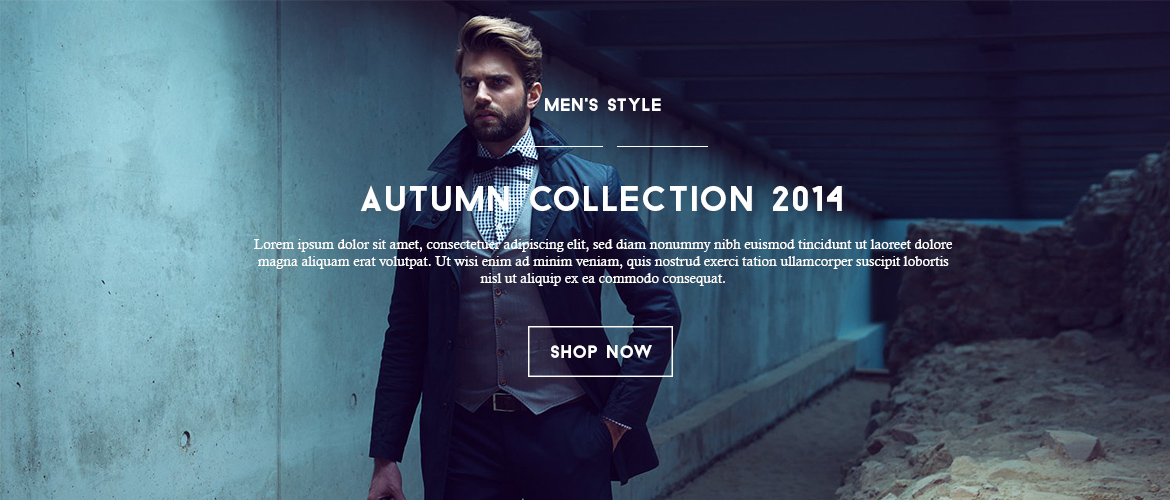 MEN'S STYLE
AUTUMN COLLECTION 2014
Lorem ipsum dolor sit amet, consectetuer adipiscing elit, sed diam nonummy nibh euismod tincidunt ut laoreet dolore
magna aliquam erat volutpat. Ut wisi enim ad minim veniam, quis nostrud exerci tation ullamcorper suscipit lobortis
nisl ut aliquip ex ea commodo consequat.
SHOP NOW